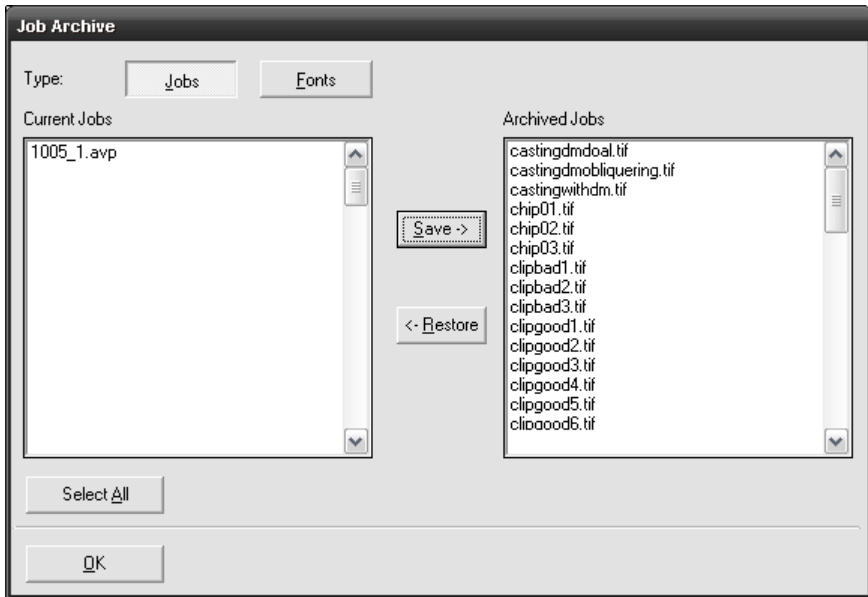 Job Archive
Type:
Jobs
Fonts
Current Jobs
1005_1.avp
Save ->
<- Restore
Archived Jobs
castingdmdoal.tif
castingdmobliquering.tif
castingwithdm.tif
chip01.tif
chip02.tif
chip03.tif
clipbad1.tif
clipbad2.tif
clipbad3.tif
clipgood1.tif
clipgood2.tif
clipgood3.tif
clipgood4.tif
clipgood5.tif
clipgood6.tif
Select All
OK